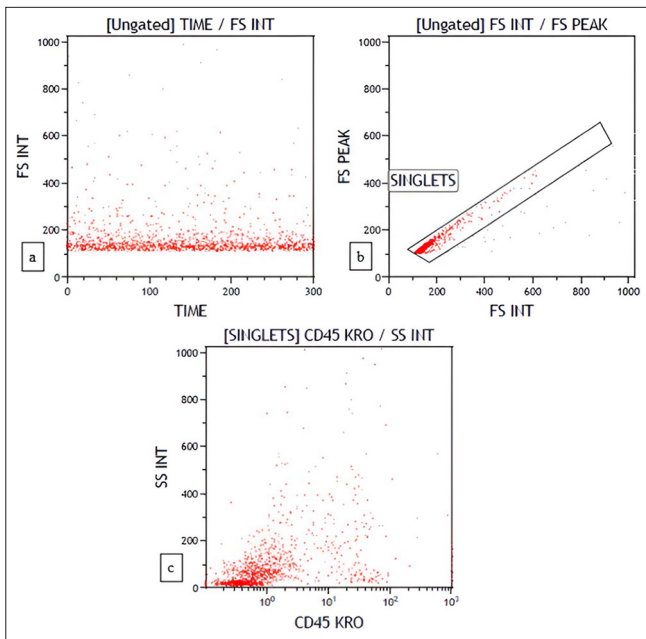 [Ungated] TIME / FS INT
1000
800
600
400
200
0
FS INT
a
0
100
200
300
TIME
[Ungated] FS INT / FS PEAK
1000
800
600
400
200
0
FS PEAK
SINGLETS
b
0
200
400
600
800
1000
FS INT
[SINGLETS] CD45 KRO / SS INT
1000
800
600
400
200
0
SS INT
c
10⁰
10¹
10²
10³
CD45 KRO